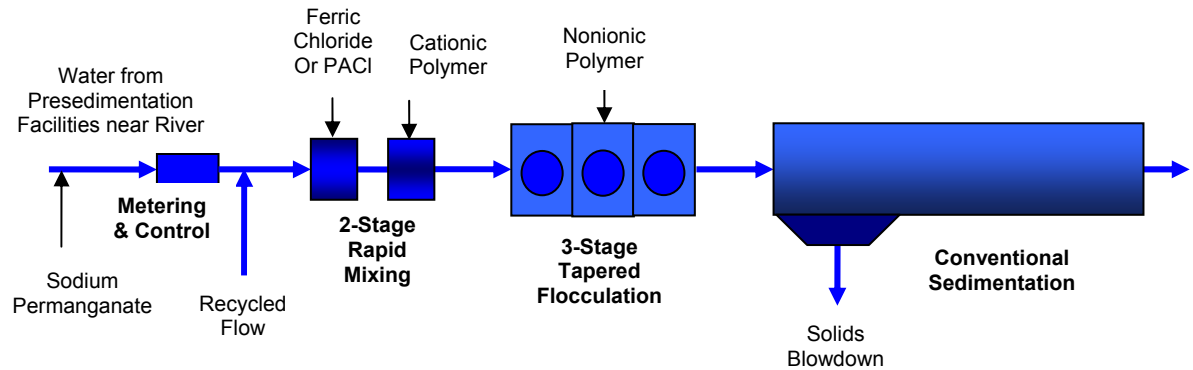 Water from
Presedimentation
Facilities near River
Sodium
Permanganate
Metering
& Control
Recycled
Flow
Ferric
Chloride
Or PACl
Cationic
Polymer
2-Stage
Rapid
Mixing
Nonionic
Polymer
3-Stage
Tapered
Flocculation
Conventional
Sedimentation
Solids
Blowdown